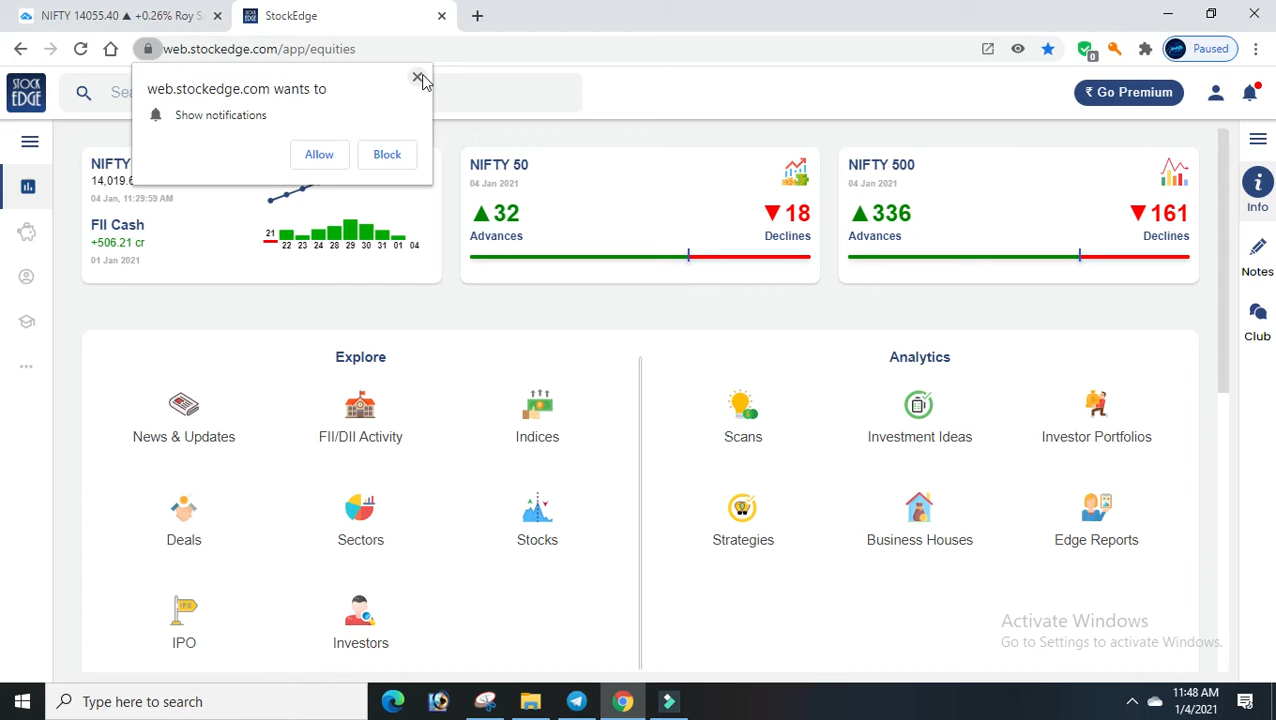 NIFTY 14055.40 ▲ +0.26% Roy S
StockEdge
web.stockedge.com/app/equities
Paused
STOCK
EDGE
Sea
₹ Go Premium
web.stockedge.com wants to
Show notifications
Allow
Block
NIFTY
14,019.6
04 Jan, 11:29:59 AM
FII Cash
+506.21 cr
01 Jan 2021
21
22 23 24 28 29 30 31 01 04
NIFTY 50
04 Jan 2021
▲32
▼18
Advances
Declines
NIFTY 500
04 Jan 2021
▲336
▼161
Advances
Declines
Info
Notes
Club
Explore
News & Updates
FII/DII Activity
Indices
Deals
Sectors
Stocks
IPO
Investors
Analytics
Scans
Investment Ideas
Investor Portfolios
Strategies
Business Houses
Edge Reports
Activate Windows
Go to Settings to activate Windows.
Type here to search
11:48 AM
1/4/2021